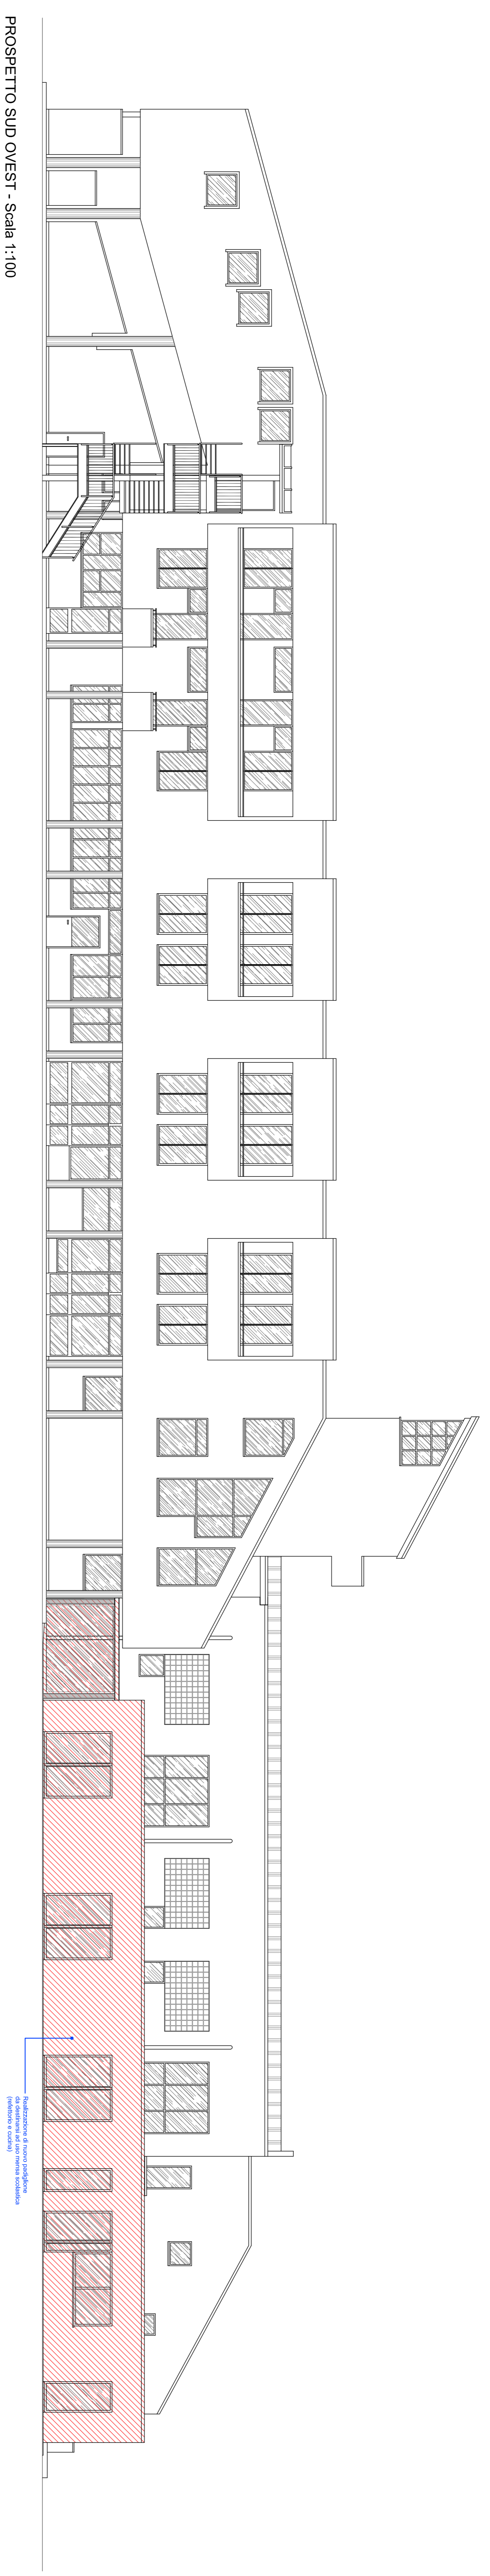 PROSPETTO SUD OVEST - Scala 1:100
Realizzazione di nuovo padiglione
da destinarsi ad uso mensa scolastica
(refettorio e cucina)